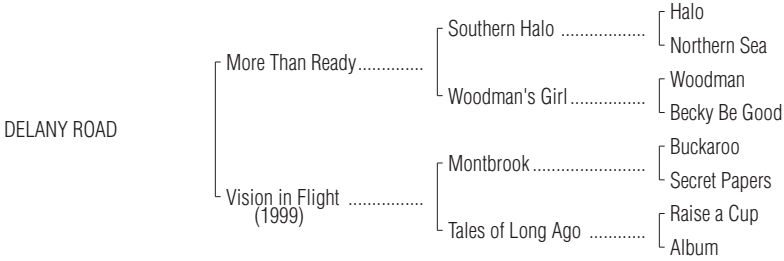 Halo
Southern Halo ..................
Northern Sea
More Than Ready..............
Woodman
Woodman's Girl ................
Becky Be Good
DELANY ROAD
Buckaroo
Montbrook ........................
Secret Papers
Vision in Flight ................
(1999)
Raise a Cup
Tales of Long Ago ............
Album